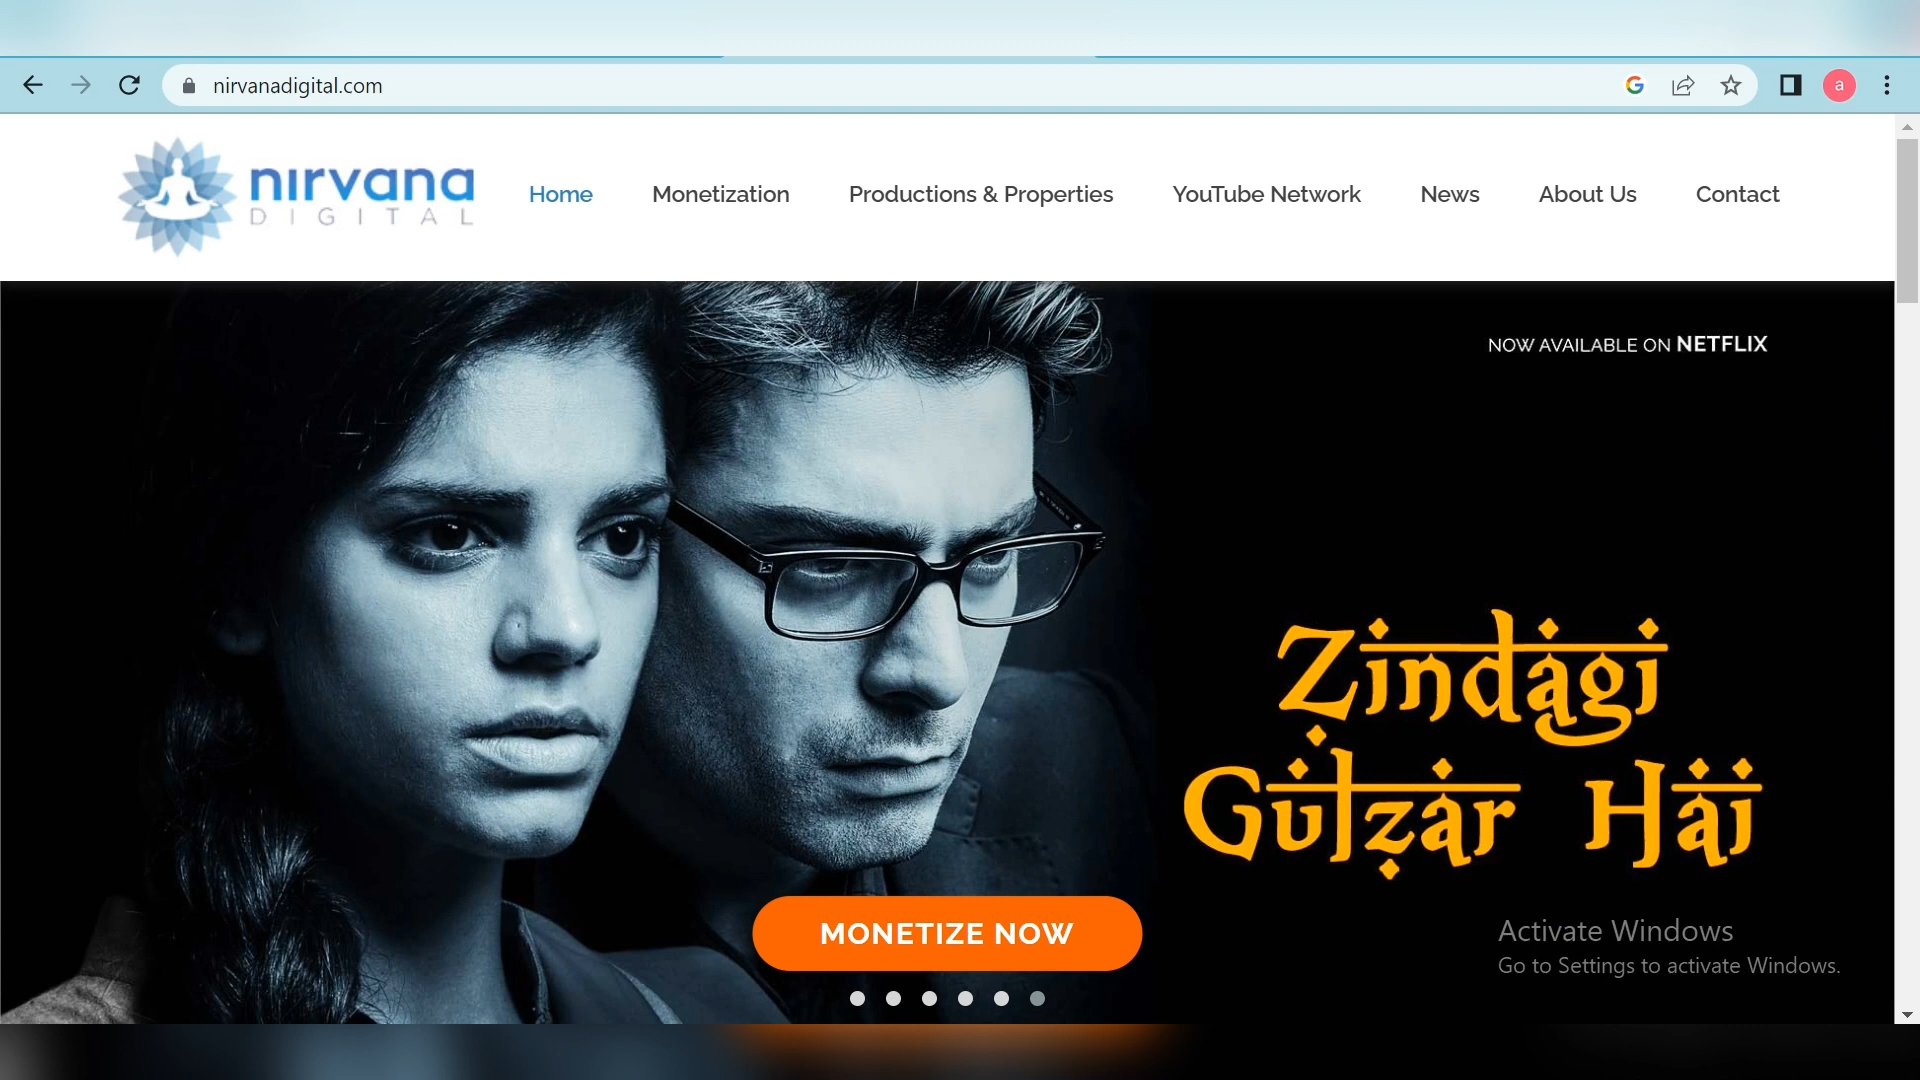 nirvanadigital.com
a
nirvana
DIGITAL
Home Monetization Productions & Properties YouTube Network News About Us Contact
NOW AVAILABLE ON NETFLIX
Zindagi
Gulzar Hai
MONETIZE NOW
Activate Windows
Go to Settings to activate Windows.